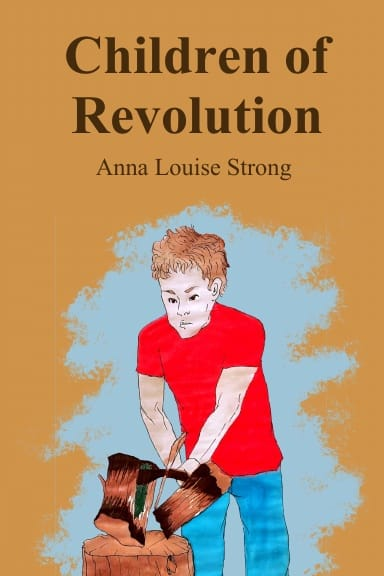 Children of
Revolution
Anna Louise Strong